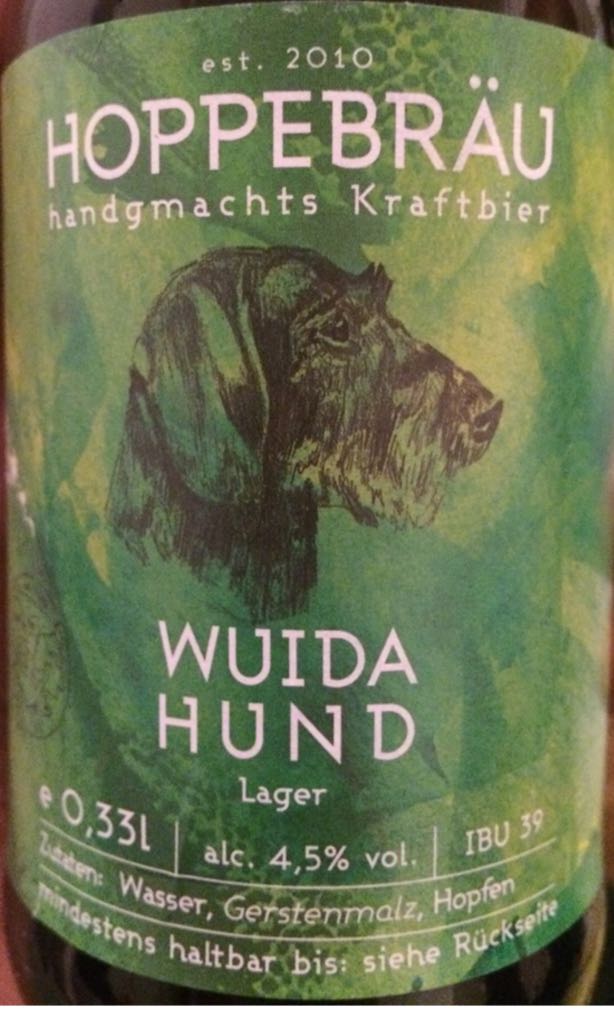 est. 2010
HOPPEBRÄU
handgmachts Kraftbier
WUIDA
HUND
Lager
e 0,33l | alc. 4,5% vol. | IBU 39
Zutaten: Wasser, Gerstenmalz, Hopfen
mindestens haltbar bis: siehe Rückseite